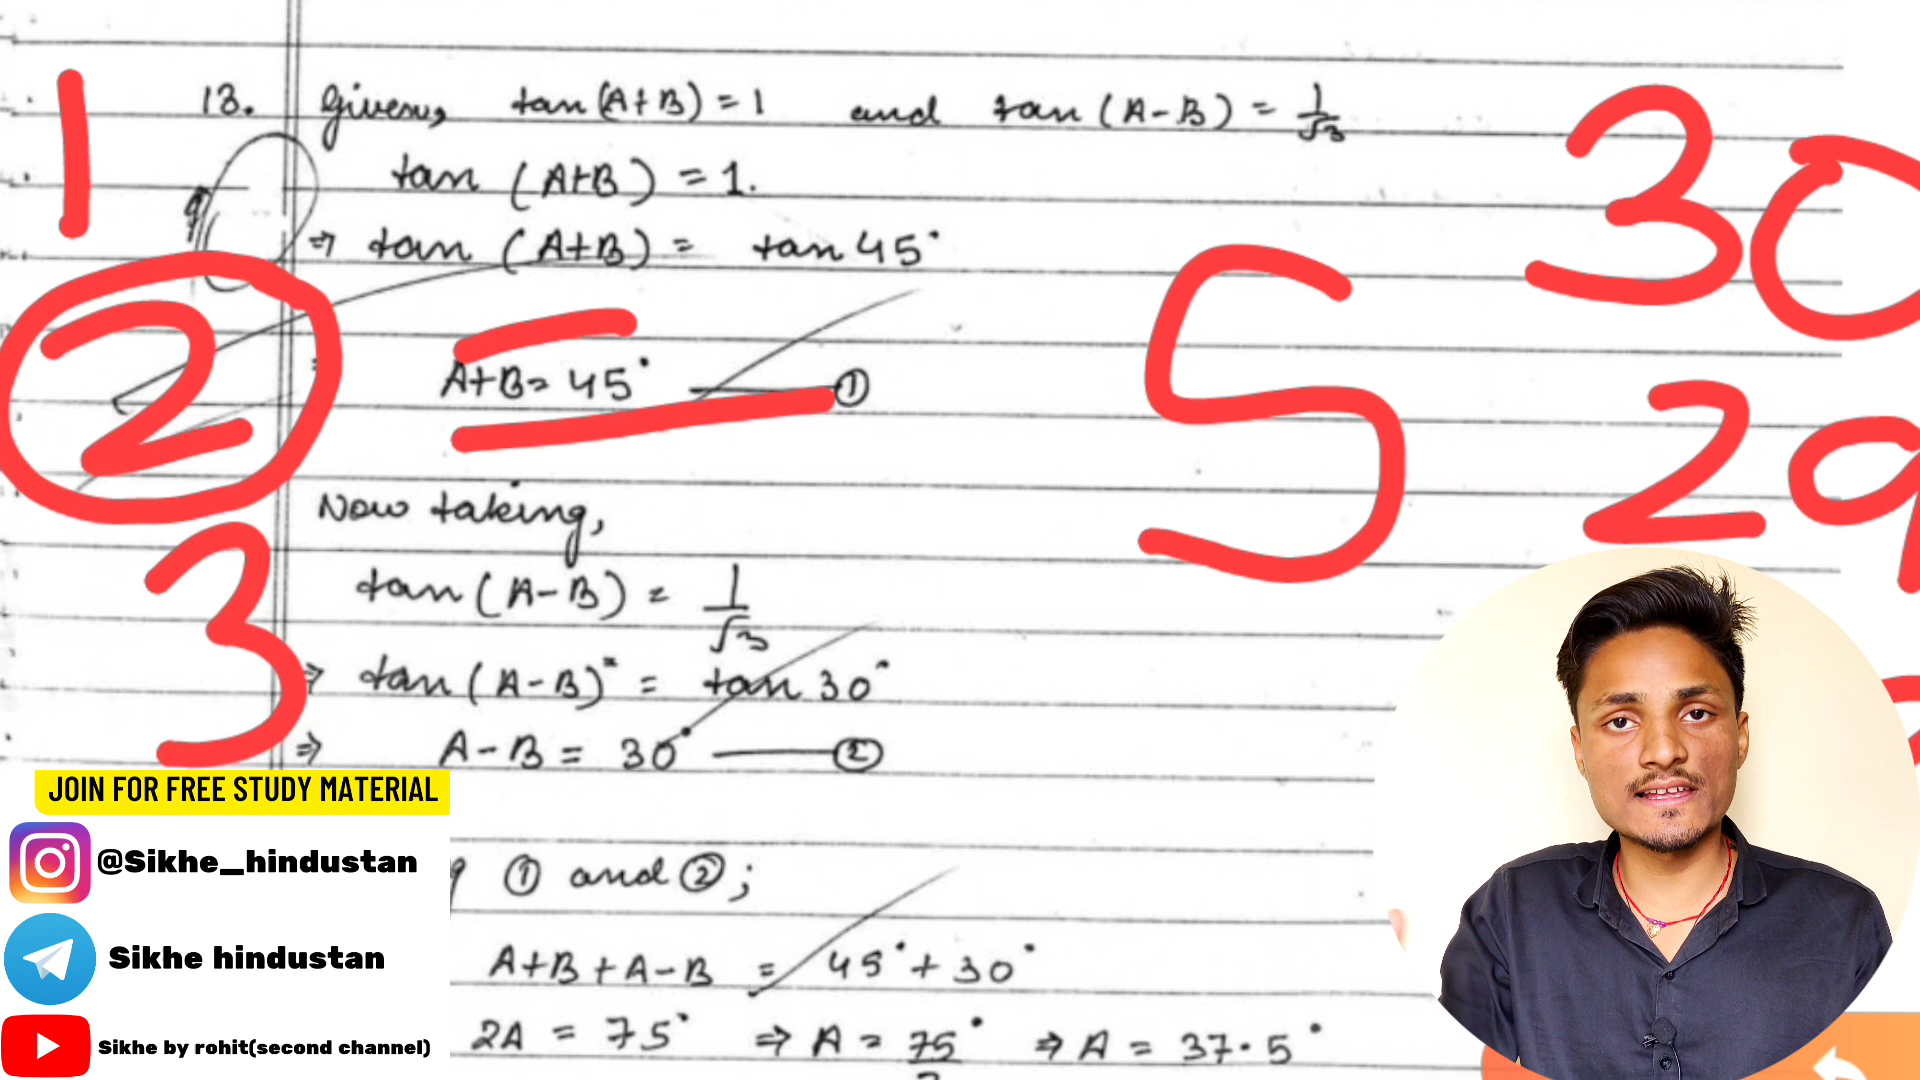 13. Given, tan(A+B) = 1 and tan(A-B) = 1/√3
tan (A+B) = 1.
⇒ tan (A+B) = tan 45°
A+B = 45° — ①
Now taking,
tan(A-B) = 1/√3
⇒ tan(A-B) = tan 30°
⇒ A-B = 30° — ②
① and ②;
A+B+A-B = 45° + 30°
2A = 75° ⇒ A = 75° ⇒ A = 37.5°
1
2
3
5
30
29
JOIN FOR FREE STUDY MATERIAL
@Sikhe_hindustan
Sikhe hindustan
Sikhe by rohit(second channel)